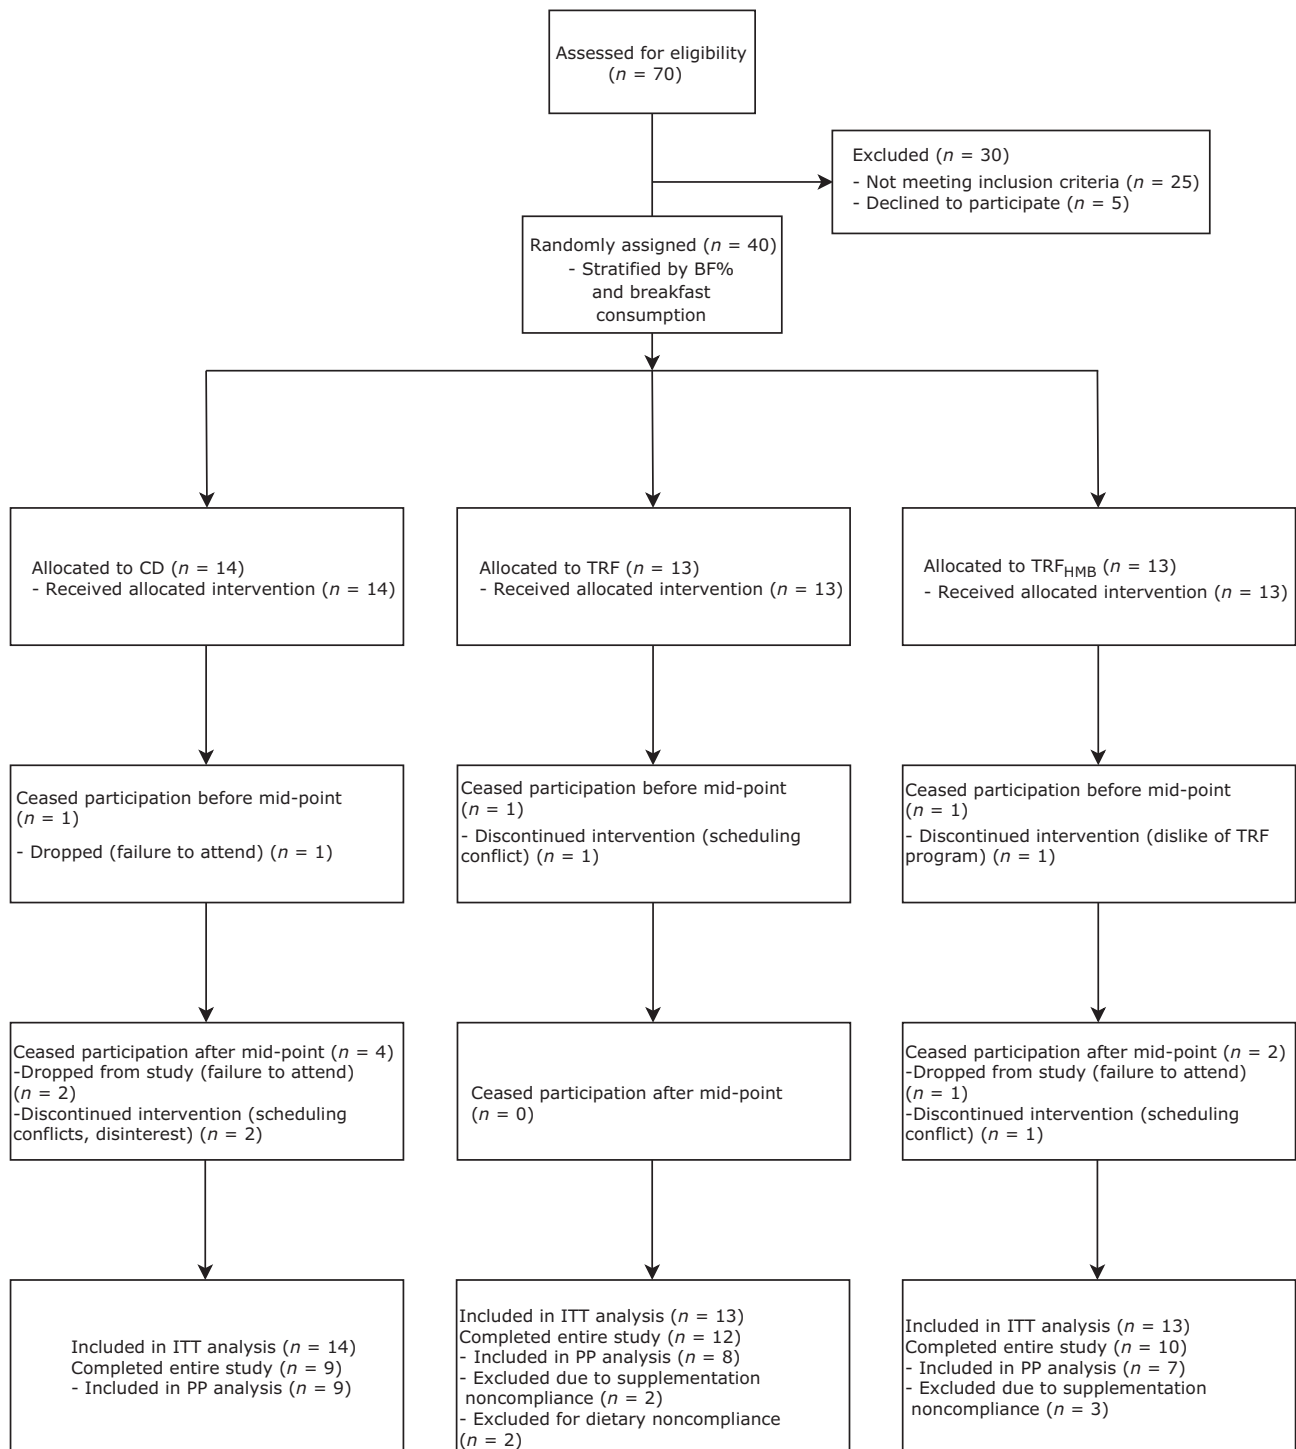 Assessed for eligibility
(n = 70)
Excluded (n = 30)
- Not meeting inclusion criteria (n = 25)
- Declined to participate (n = 5)
Randomly assigned (n = 40)
- Stratified by BF%
and breakfast
consumption
Allocated to CD (n = 14)
- Received allocated intervention (n = 14)
Allocated to TRF (n = 13)
- Received allocated intervention (n = 13)
Allocated to TRFHMB (n = 13)
- Received allocated intervention (n = 13)
Ceased participation before mid-point
(n = 1)
- Dropped (failure to attend) (n = 1)
Ceased participation before mid-point
(n = 1)
- Discontinued intervention (scheduling
conflict) (n = 1)
Ceased participation before mid-point
(n = 1)
- Discontinued intervention (dislike of TRF
program) (n = 1)
Ceased participation after mid-point (n = 4)
-Dropped from study (failure to attend)
(n = 2)
-Discontinued intervention (scheduling
conflicts, disinterest) (n = 2)
Ceased participation after mid-point
(n = 0)
Ceased participation after mid-point (n = 2)
-Dropped from study (failure to attend)
(n = 1)
-Discontinued intervention (scheduling
conflict) (n = 1)
Included in ITT analysis (n = 14)
Completed entire study (n = 9)
- Included in PP analysis (n = 9)
Included in ITT analysis (n = 13)
Completed entire study (n = 12)
- Included in PP analysis (n = 8)
- Excluded due to supplementation
noncompliance (n = 2)
- Excluded for dietary noncompliance
(n = 2)
Included in ITT analysis (n = 13)
Completed entire study (n = 10)
- Included in PP analysis (n = 7)
- Excluded due to supplementation
noncompliance (n = 3)